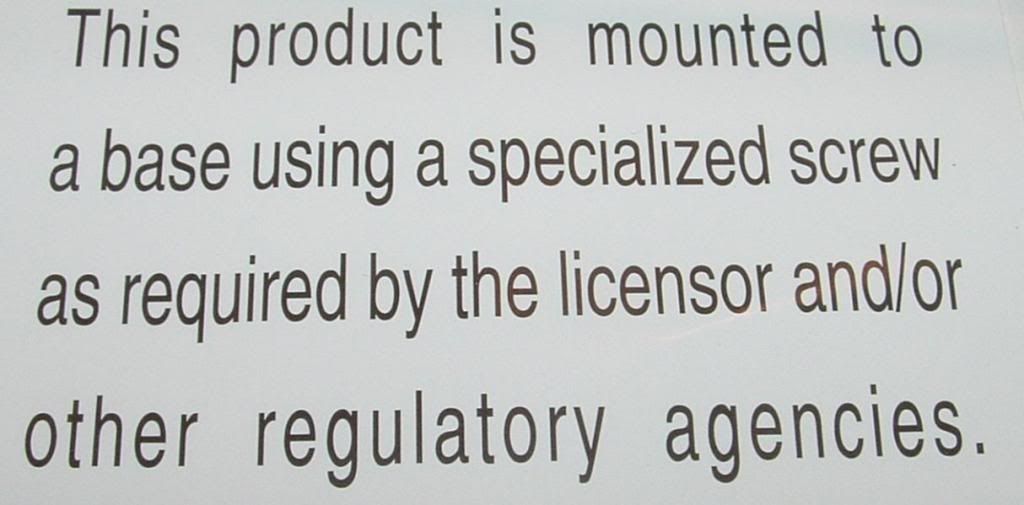 This product is mounted to
a base using a specialized screw
as required by the licensor and/or
other regulatory agencies.